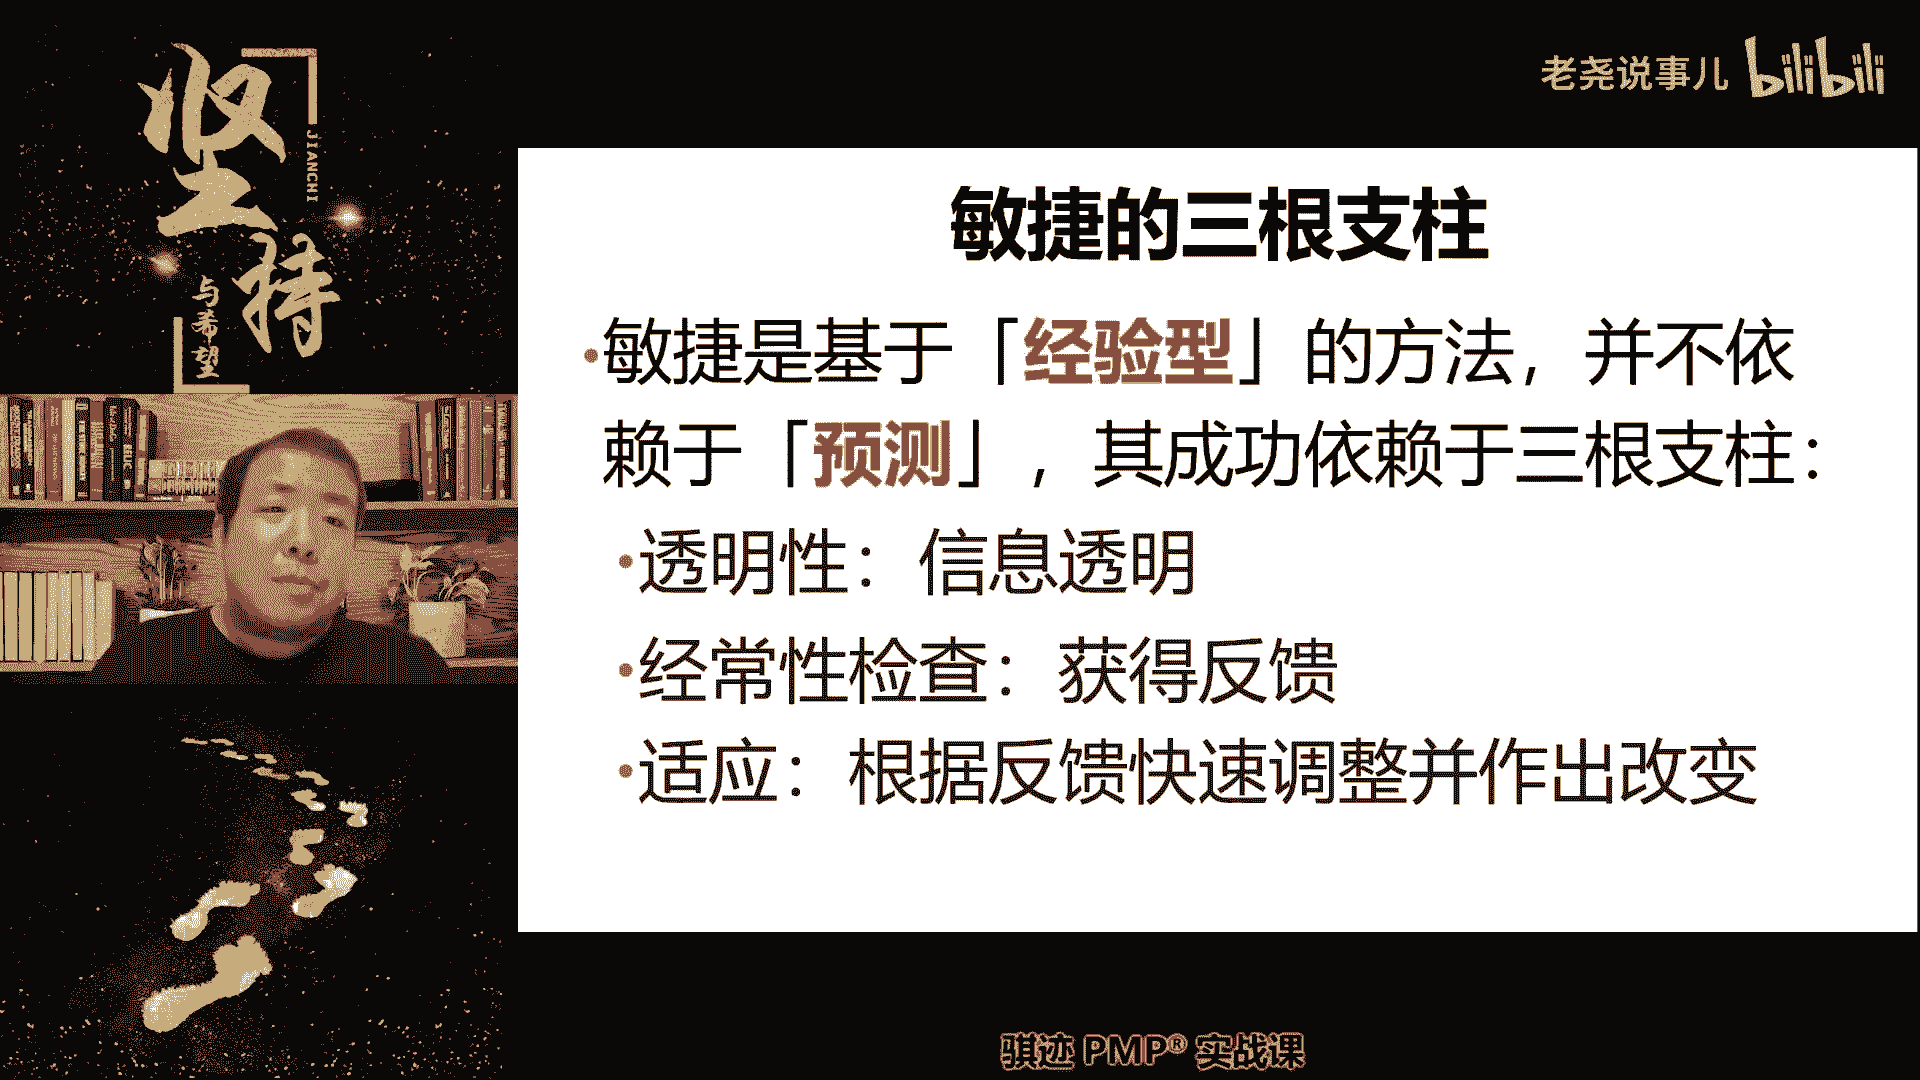 坚持
JIANCHI
与希望
老尧说事儿 bilibili
敏捷的三根支柱
•敏捷是基于「经验型」的方法，并不依
赖于「预测」，其成功依赖于三根支柱：
•透明性：信息透明
•经常性检查：获得反馈
•适应：根据反馈快速调整并作出改变
骐迹 PMP® 实战课